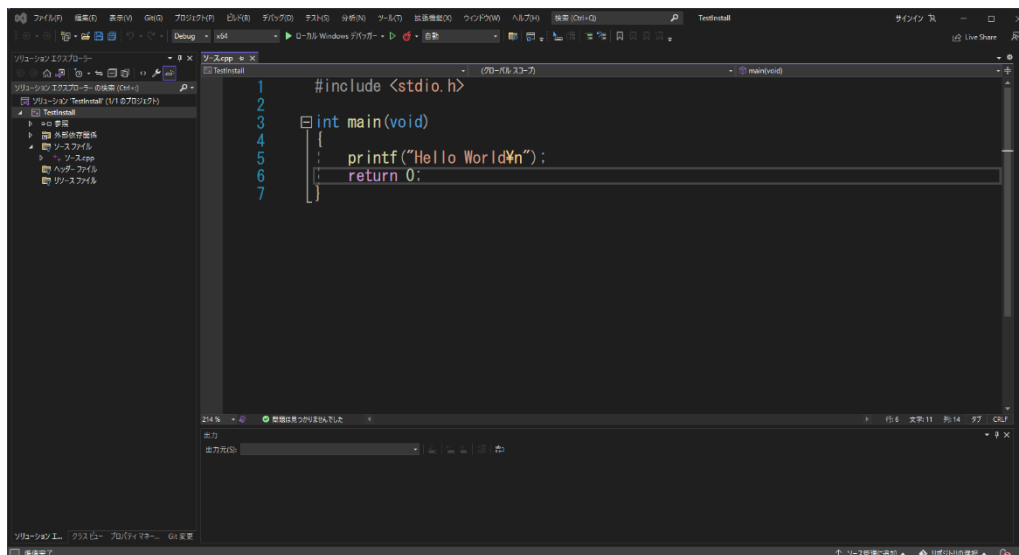 ファイル(F) 編集(E) 表示(V) Git(G) プロジェクト(P) ビルド(B) デバッグ(D) テスト(S) 分析(N) ツール(T) 拡張機能(X) ウィンドウ(W) ヘルプ(H) 検索 (Ctrl+Q) TestInstall サインイン
Debug x64 ローカル Windows デバッガー 自動 Live Share
ソリューション エクスプローラー
ソリューション エクスプローラー の検索 (Ctrl+:)
ソリューション 'TestInstall' (1/1 のプロジェクト)
TestInstall
参照
外部依存関係
ソース ファイル
ソース.cpp
ヘッダー ファイル
リソース ファイル
ソース.cpp
TestInstall (グローバル スコープ) main(void)
1 #include <stdio.h>
2
3 int main(void)
4 {
5 printf("Hello World¥n");
6 return 0;
7 }
214 % 問題は見つかりませんでした 行: 6 文字: 11 列: 14 タブ CRLF
出力
出力元(S):
ソリューション エ... クラス ビュー プロパティ マネー... Git 変更
準備完了 ソース管理に追加 リポジトリの選択